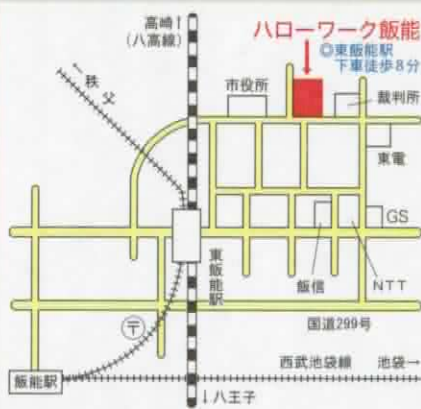 高崎↑
(八高線)
ハローワーク飯能
◎東飯能駅
下車徒歩8分
←秩父
市役所
裁判所
東電
GS
東飯能駅
飯信
NTT
国道299号
〒
西武池袋線 池袋→
飯能駅
↓八王子